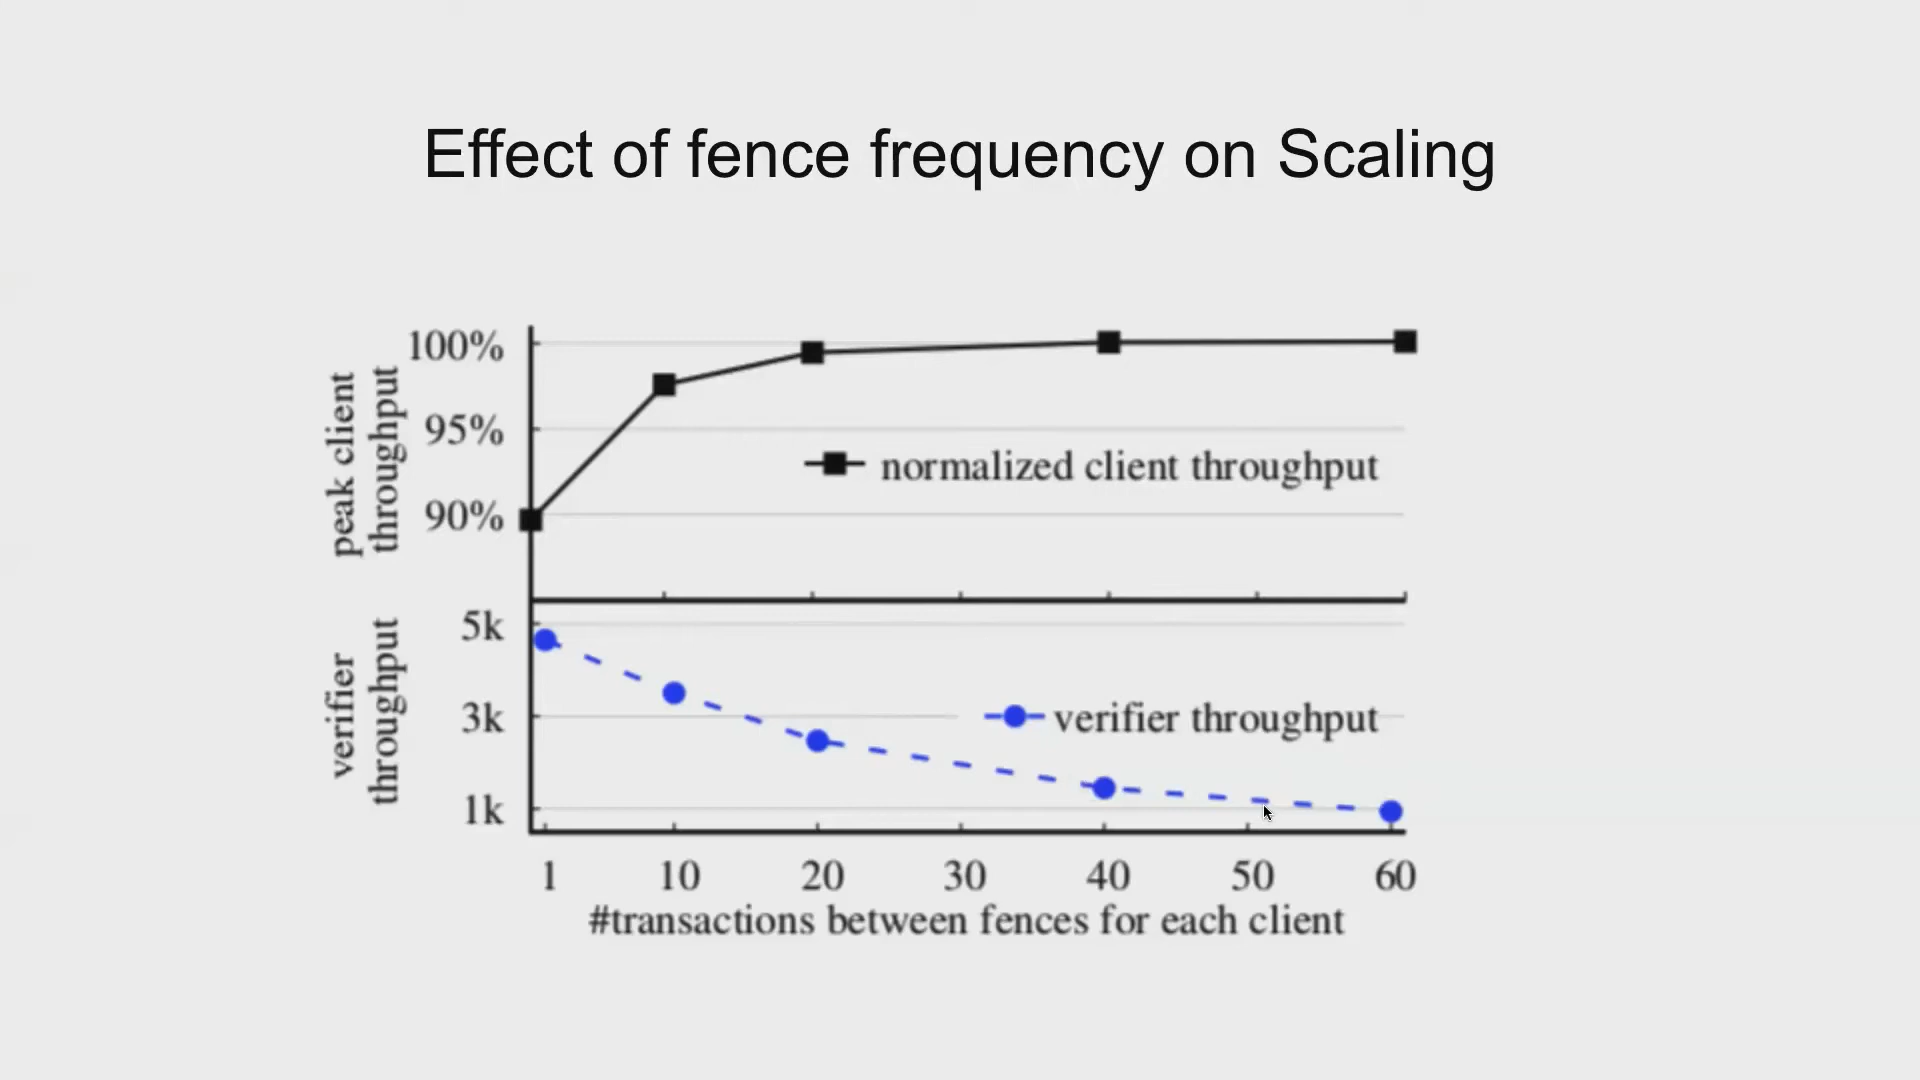 Effect of fence frequency on Scaling
peak client
throughput
100%
95%
90%
normalized client throughput
verifier
throughput
5k
3k
1k
verifier throughput
1 10 20 30 40 50 60
#transactions between fences for each client